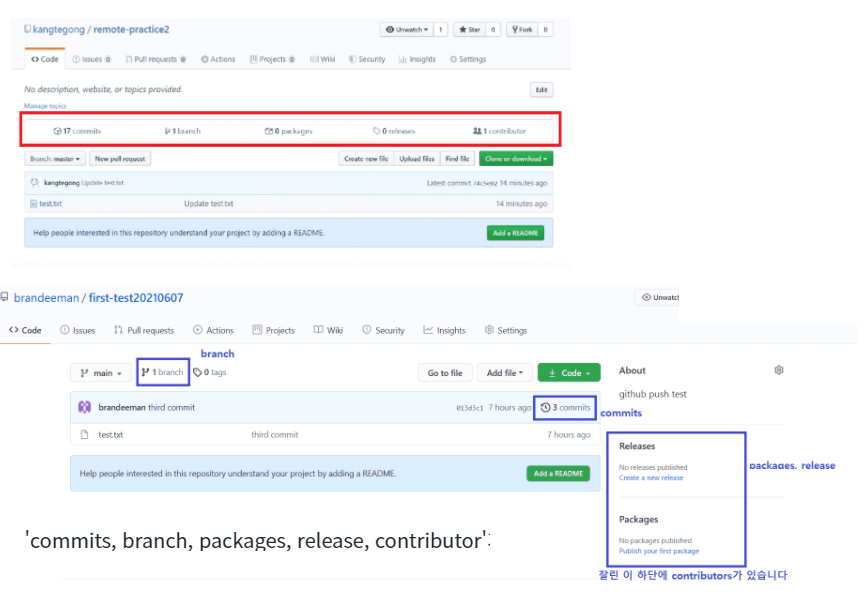 kangtegong / remote-practice2
Unwatch 1 Star 0 Fork 0
Code Issues 0 Pull requests 0 Actions Projects 0 Wiki Security Insights Settings
No description, website, or topics provided.
Edit
Manage topics
17 commits 1 branch 0 packages 0 releases 1 contributor
Branch: master New pull request Create new file Upload files Find file Clone or download
kangtegong Update test.txt Latest commit 74c5e02 14 minutes ago
test.txt Update test.txt 14 minutes ago
Help people interested in this repository understand your project by adding a README. Add a README
brandeeman / first-test20210607
Unwatch
Code Issues Pull requests Actions Projects Wiki Security Insights Settings
branch
main 1 branch 0 tags Go to file Add file Code
brandeeman third commit 013d3c1 7 hours ago 3 commits
commits
test.txt third commit 7 hours ago
Help people interested in this repository understand your project by adding a README. Add a README
About
github push test
Releases
No releases published
Create a new release
packages, release
Packages
No packages published
Publish your first package
'commits, branch, packages, release, contributor'
잘린 이 하단에 contributors가 있습니다